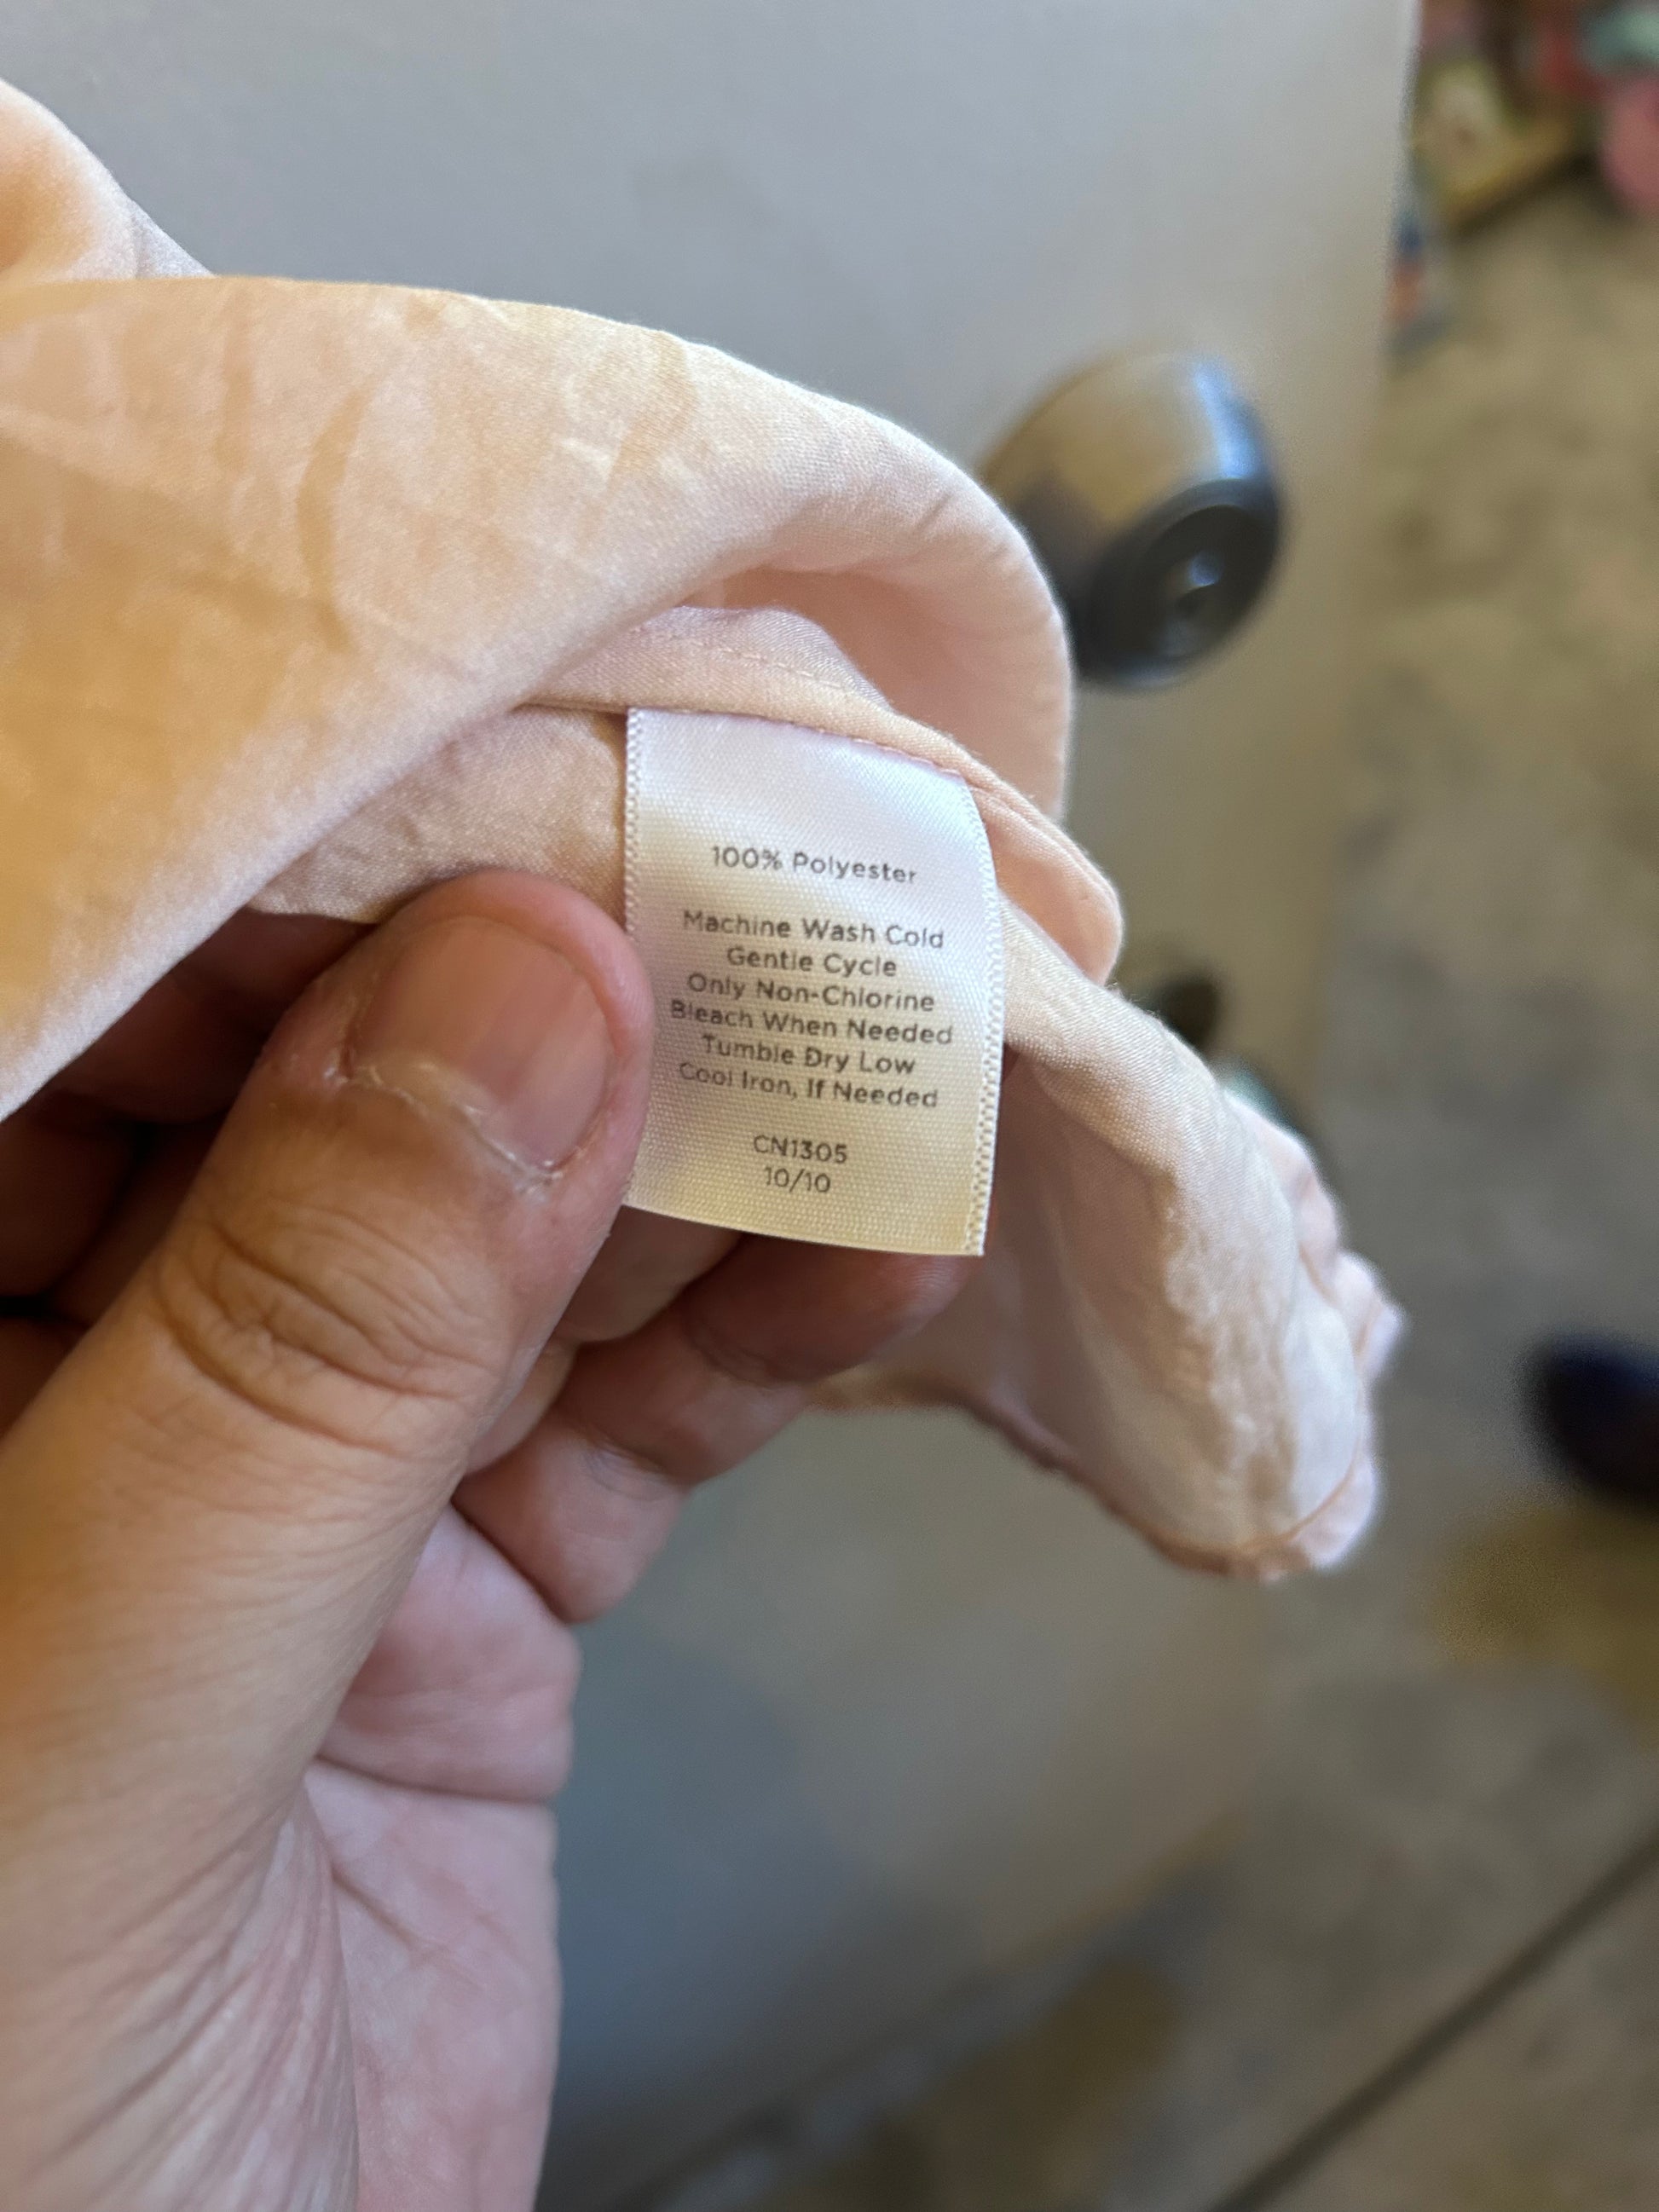 100% Polyester
Machine Wash Cold
Gentle Cycle
Only Non-Chlorine
Bleach When Needed
Tumble Dry Low
Cool Iron, If Needed
CN1305
10/10